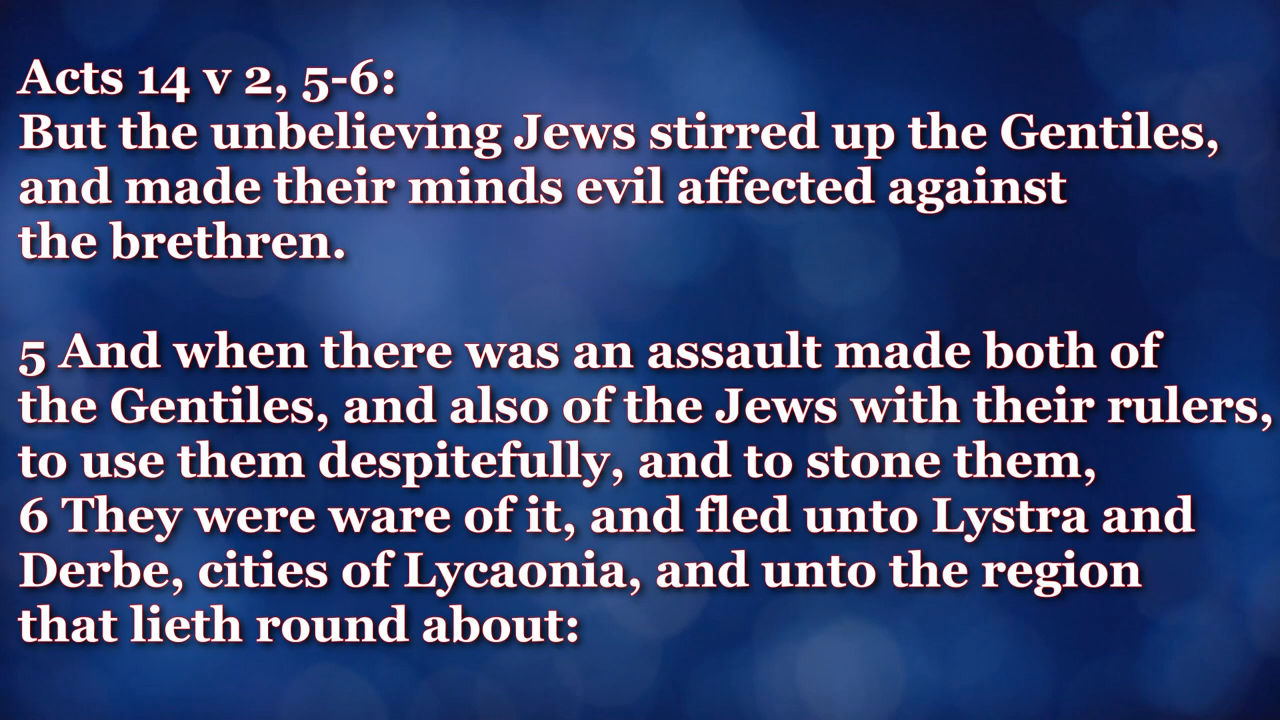 Acts 14 v 2, 5-6:
But the unbelieving Jews stirred up the Gentiles,
and made their minds evil affected against
the brethren.
5 And when there was an assault made both of
the Gentiles, and also of the Jews with their rulers,
to use them despitefully, and to stone them,
6 They were ware of it, and fled unto Lystra and
Derbe, cities of Lycaonia, and unto the region
that lieth round about: